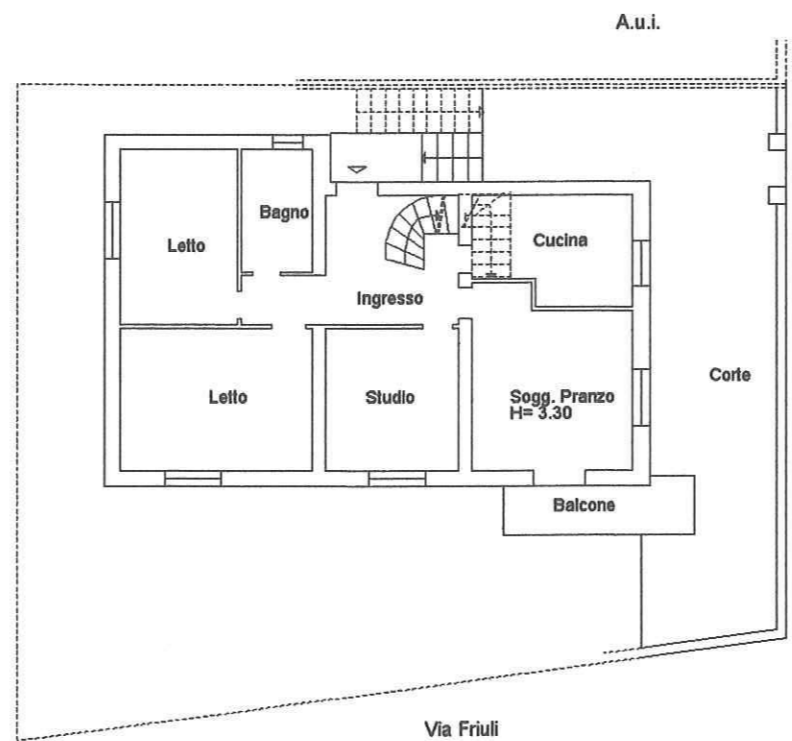 A.u.i.
Bagno
Letto
Cucina
Ingresso
Letto
Studio
Sogg. Pranzo
H= 3.30
Corte
Balcone
Via Friuli